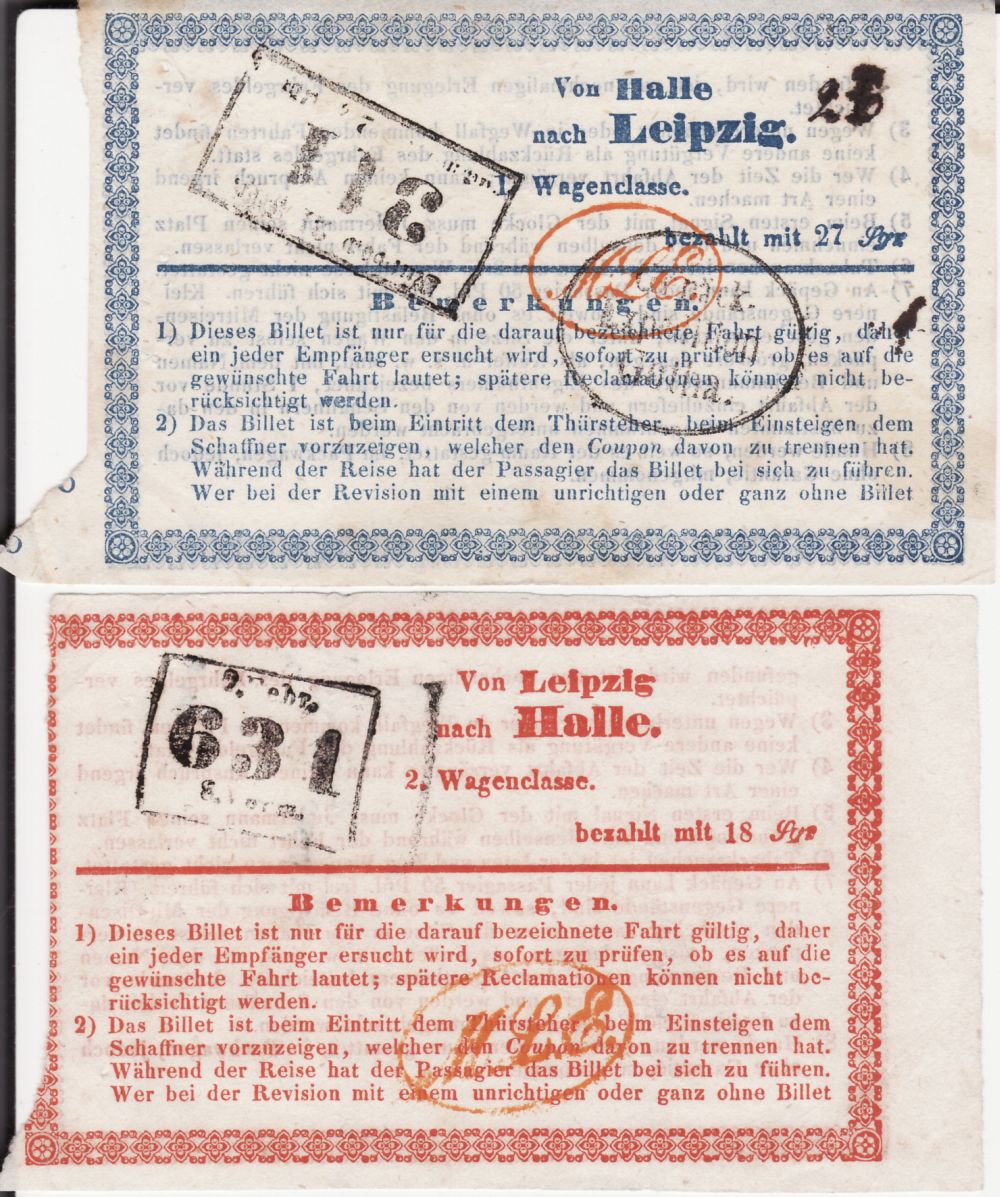 Von Halle
nach Leipzig.
1. Wagenclasse.
bezahlt mit 27 Sgr
MLE
Bemerkungen.
1) Dieses Billet ist nur für die darauf bezeichnete Fahrt gültig, daher
ein jeder Empfänger ersucht wird, sofort zu prüfen, ob es auf die
gewünschte Fahrt lautet; spätere Reclamationen können nicht be-
rücksichtigt werden.
2) Das Billet ist beim Eintritt dem Thürsteher, beim Einsteigen dem
Schaffner vorzuzeigen, welcher den Coupon davon zu trennen hat.
Während der Reise hat der Passagier das Billet bei sich zu führen.
Wer bei der Revision mit einem unrichtigen oder ganz ohne Billet
631
Von Leipzig
nach Halle.
2. Wagenclasse.
bezahlt mit 18 Sgr
Bemerkungen.
1) Dieses Billet ist nur für die darauf bezeichnete Fahrt gültig, daher
ein jeder Empfänger ersucht wird, sofort zu prüfen, ob es auf die
gewünschte Fahrt lautet; spätere Reclamationen können nicht be-
rücksichtigt werden.
2) Das Billet ist beim Eintritt dem Thürsteher, beim Einsteigen dem
Schaffner vorzuzeigen, welcher den Coupon davon zu trennen hat.
Während der Reise hat der Passagier das Billet bei sich zu führen.
Wer bei der Revision mit einem unrichtigen oder ganz ohne Billet
MLE